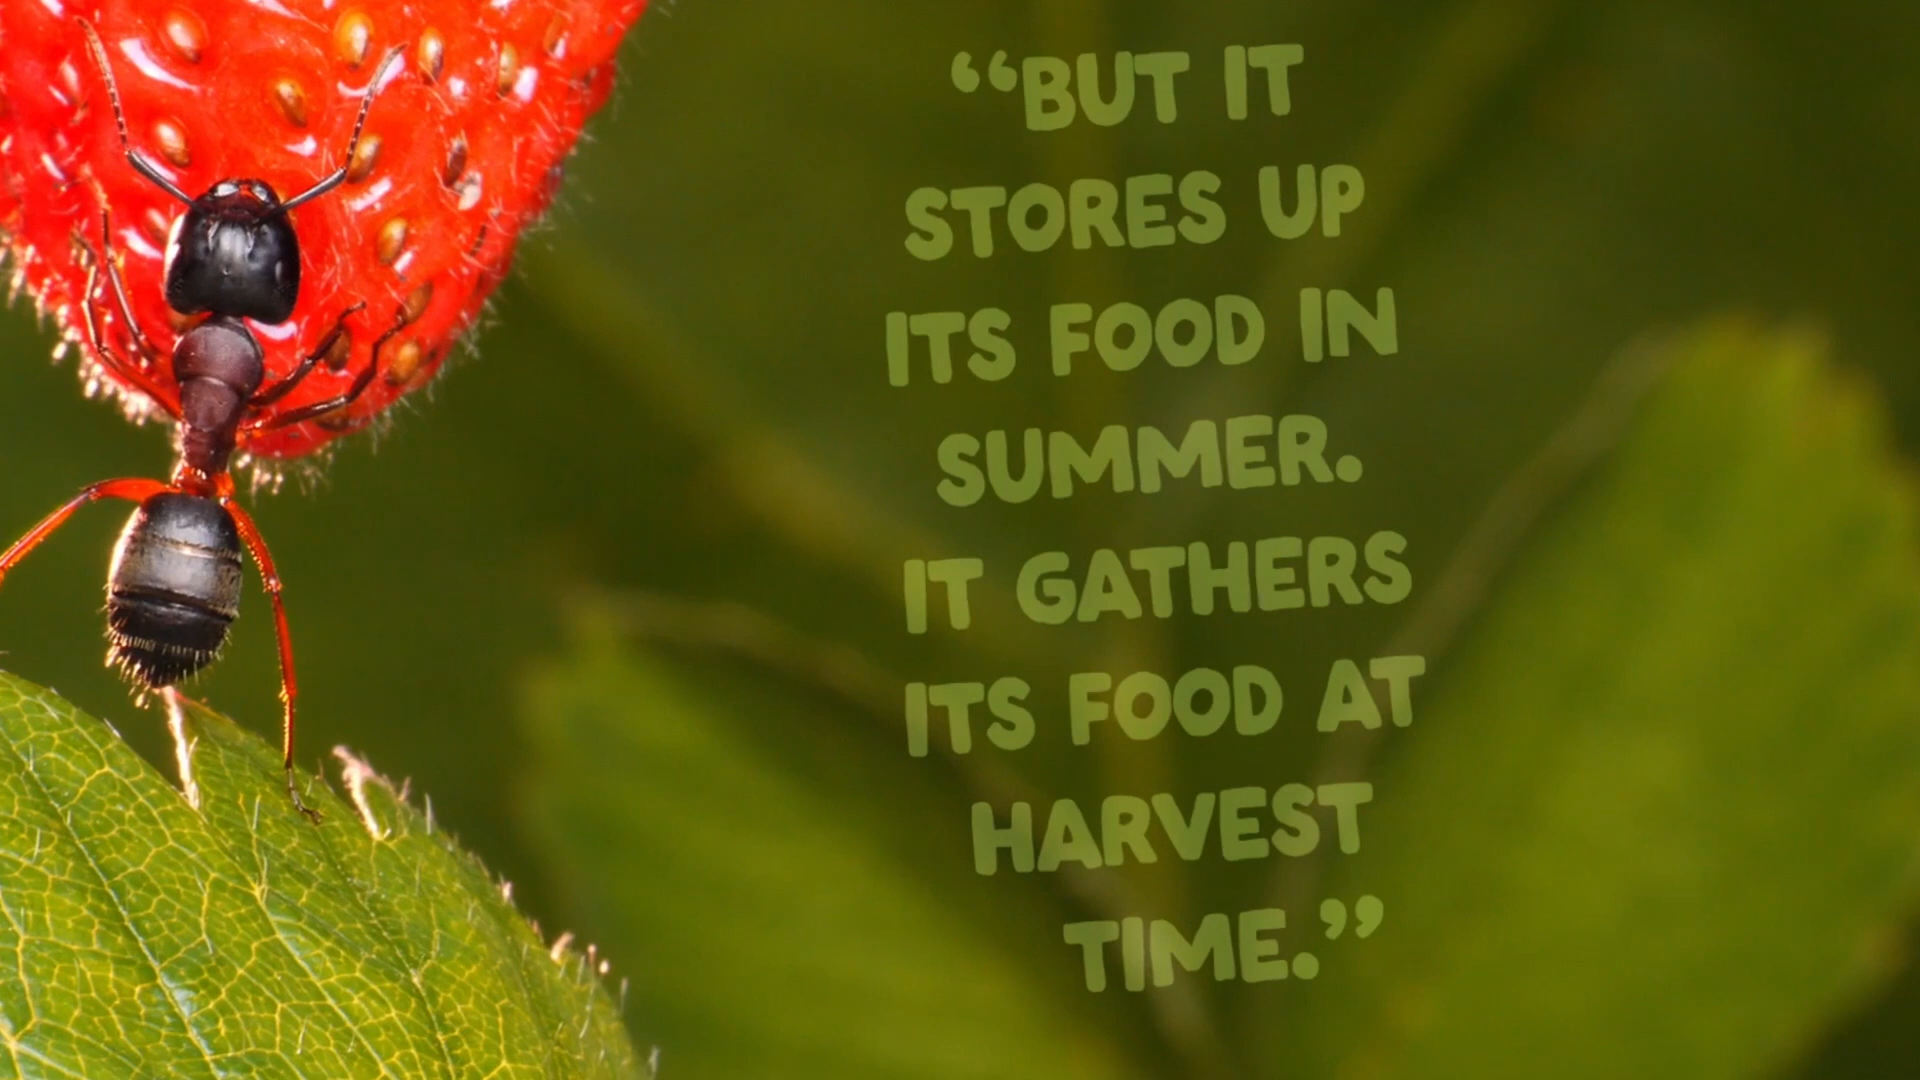 “BUT IT
STORES UP
ITS FOOD IN
SUMMER.
IT GATHERS
ITS FOOD AT
HARVEST
TIME.”